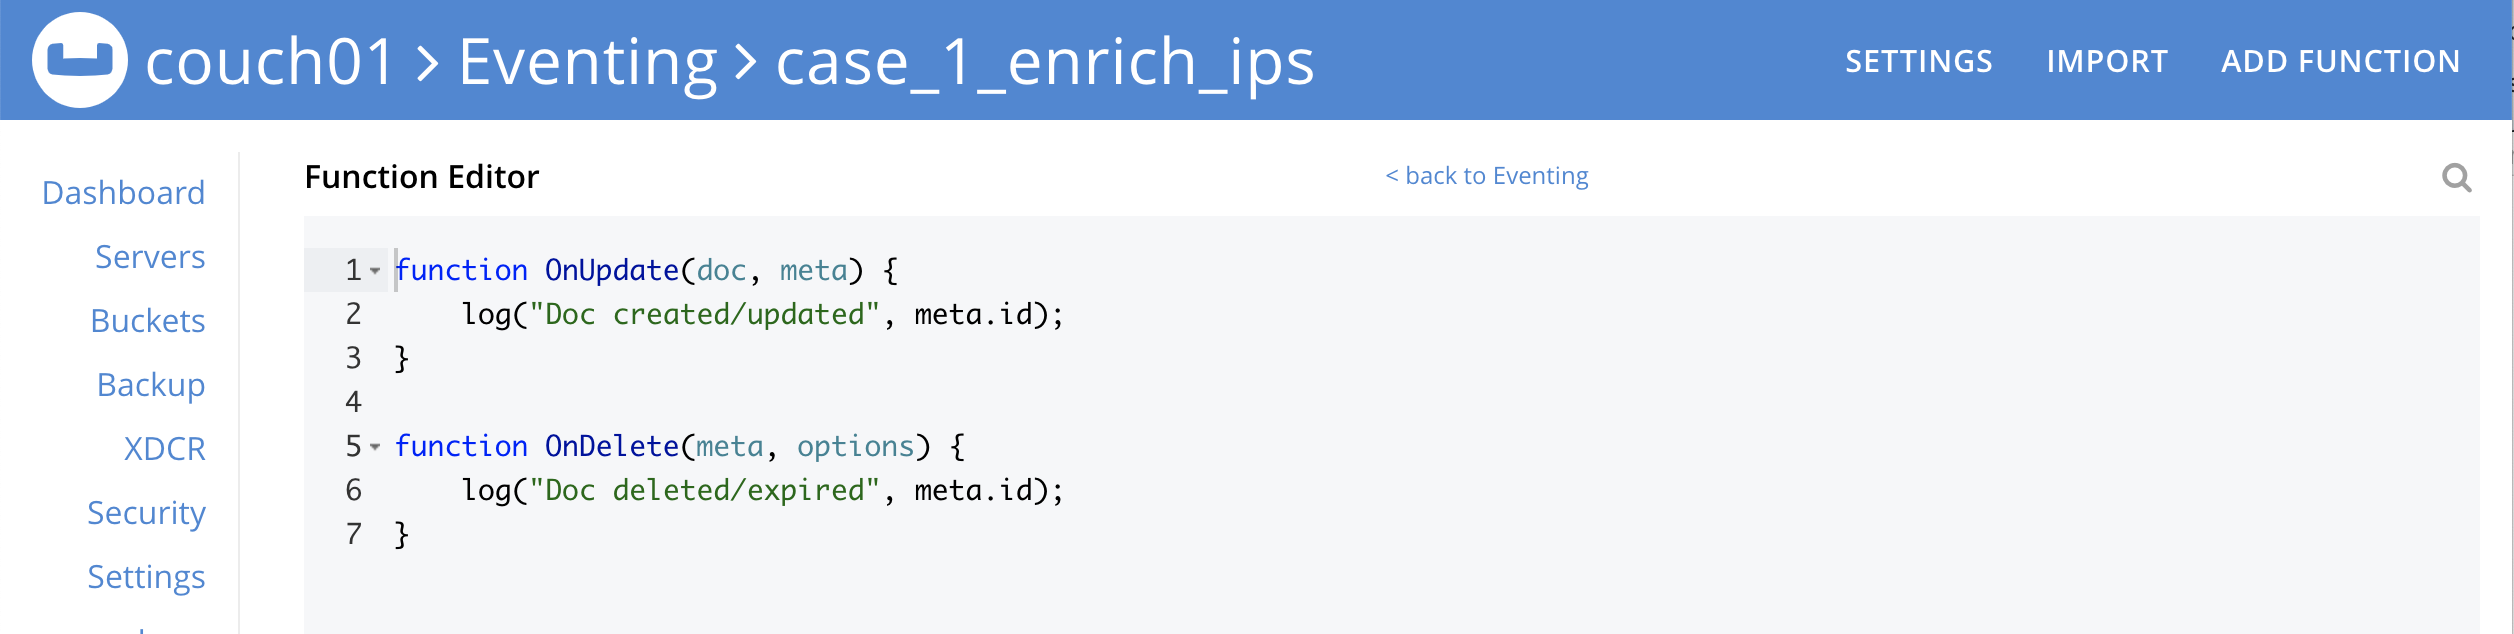 couch01 > Eventing > case_1_enrich_ips
SETTINGS IMPORT ADD FUNCTION
Dashboard
Servers
Buckets
Backup
XDCR
Security
Settings
Function Editor
< back to Eventing
1 function OnUpdate(doc, meta) {
2     log("Doc created/updated", meta.id);
3 }
4
5 function OnDelete(meta, options) {
6     log("Doc deleted/expired", meta.id);
7 }